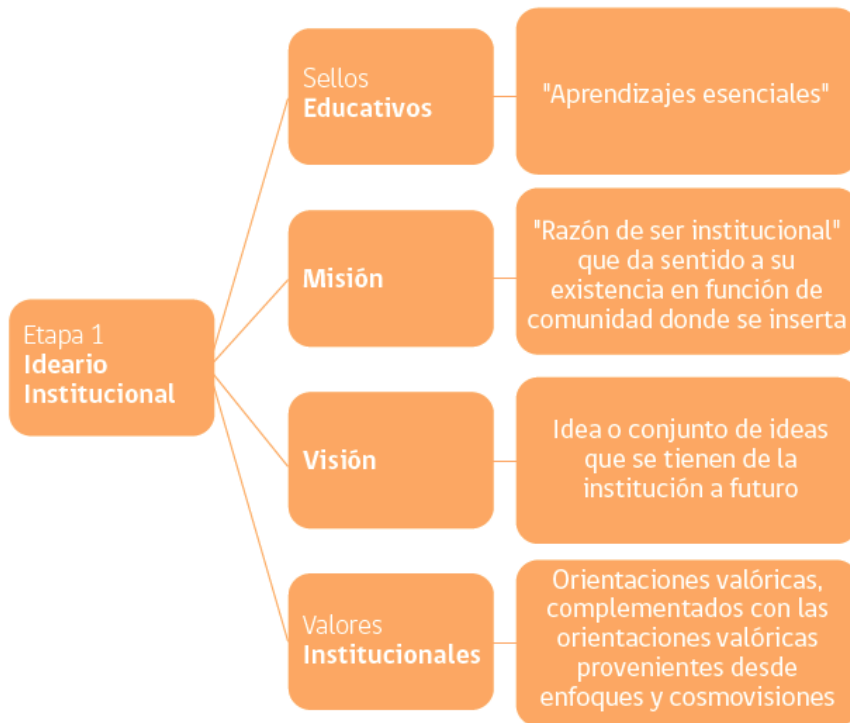 Etapa 1
Ideario
Institucional
Sellos
Educativos
"Aprendizajes esenciales"
Misión
"Razón de ser institucional"
que da sentido a su
existencia en función de
comunidad donde se inserta
Visión
Idea o conjunto de ideas
que se tienen de la
institución a futuro
Valores
Institucionales
Orientaciones valóricas,
complementados con las
orientaciones valóricas
provenientes desde
enfoques y cosmovisiones